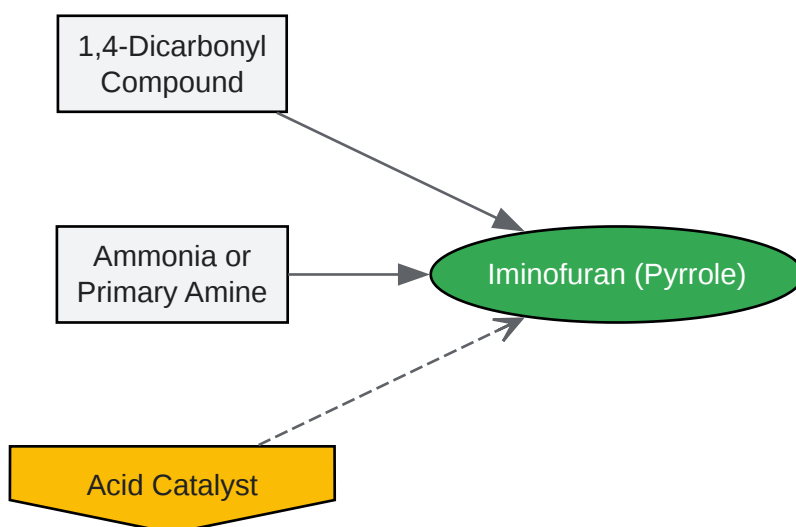 1,4-Dicarbonyl
Compound
Ammonia or
Primary Amine
Iminofuran (Pyrrole)
Acid Catalyst